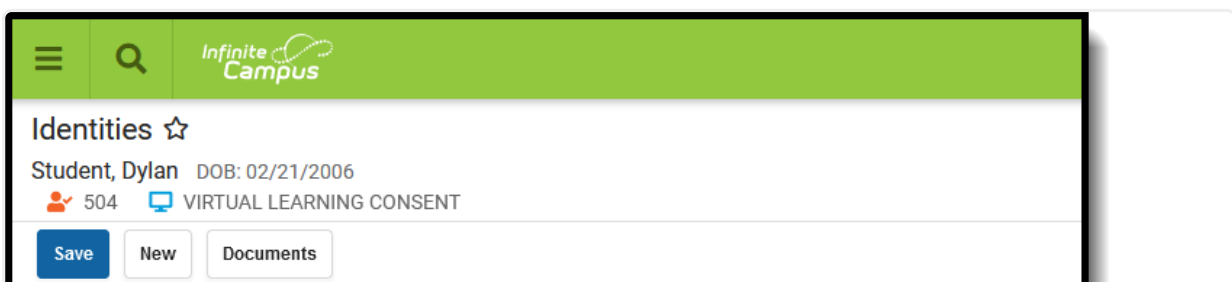 Infinite
Campus
Identities
Student, Dylan DOB: 02/21/2006
504 VIRTUAL LEARNING CONSENT
Save New Documents